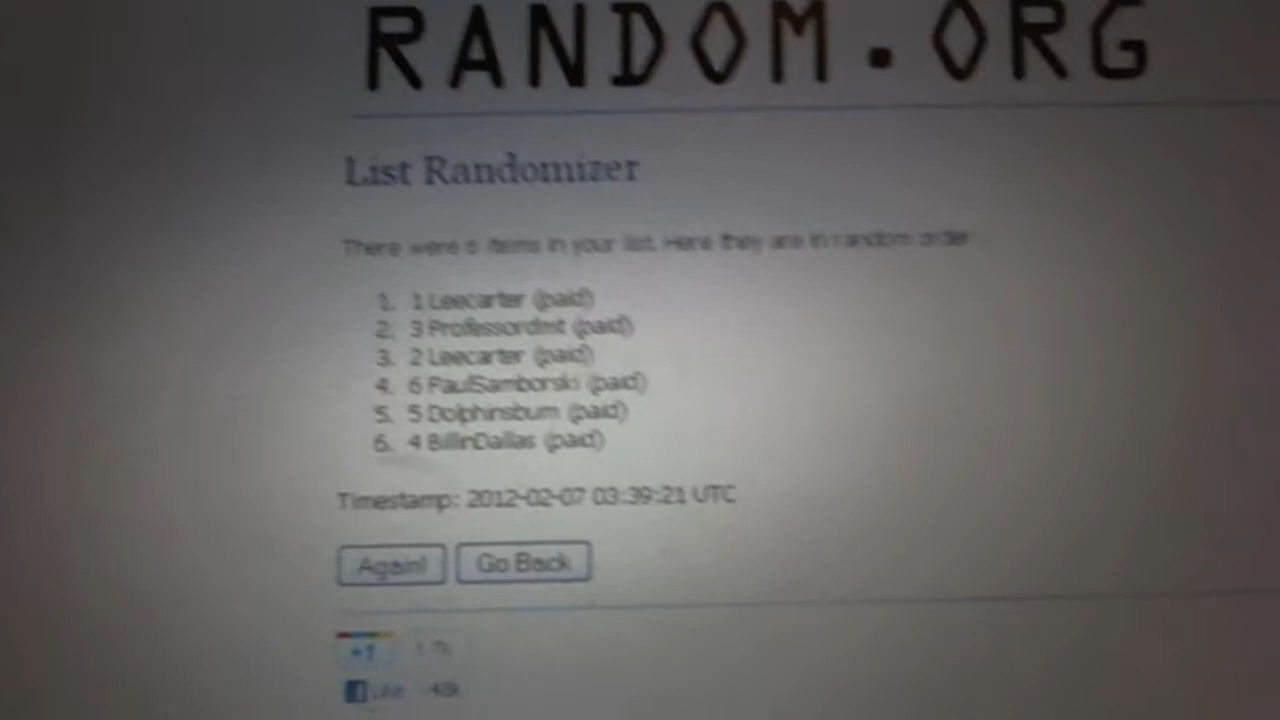 RANDOM.ORG
List Randomizer
There were 6 items in your list. Here they are in random order:
1. 1 Leecarter (paid)
2. 3 Professordmt (paid)
3. 2 Leecarter (paid)
4. 6 PaulSamborski (paid)
5. 5 Dolphinsbum (paid)
6. 4 BillinDallas (paid)
Timestamp: 2012-02-07 03:39:21 UTC
Again! Go Back
+1
Like 48k